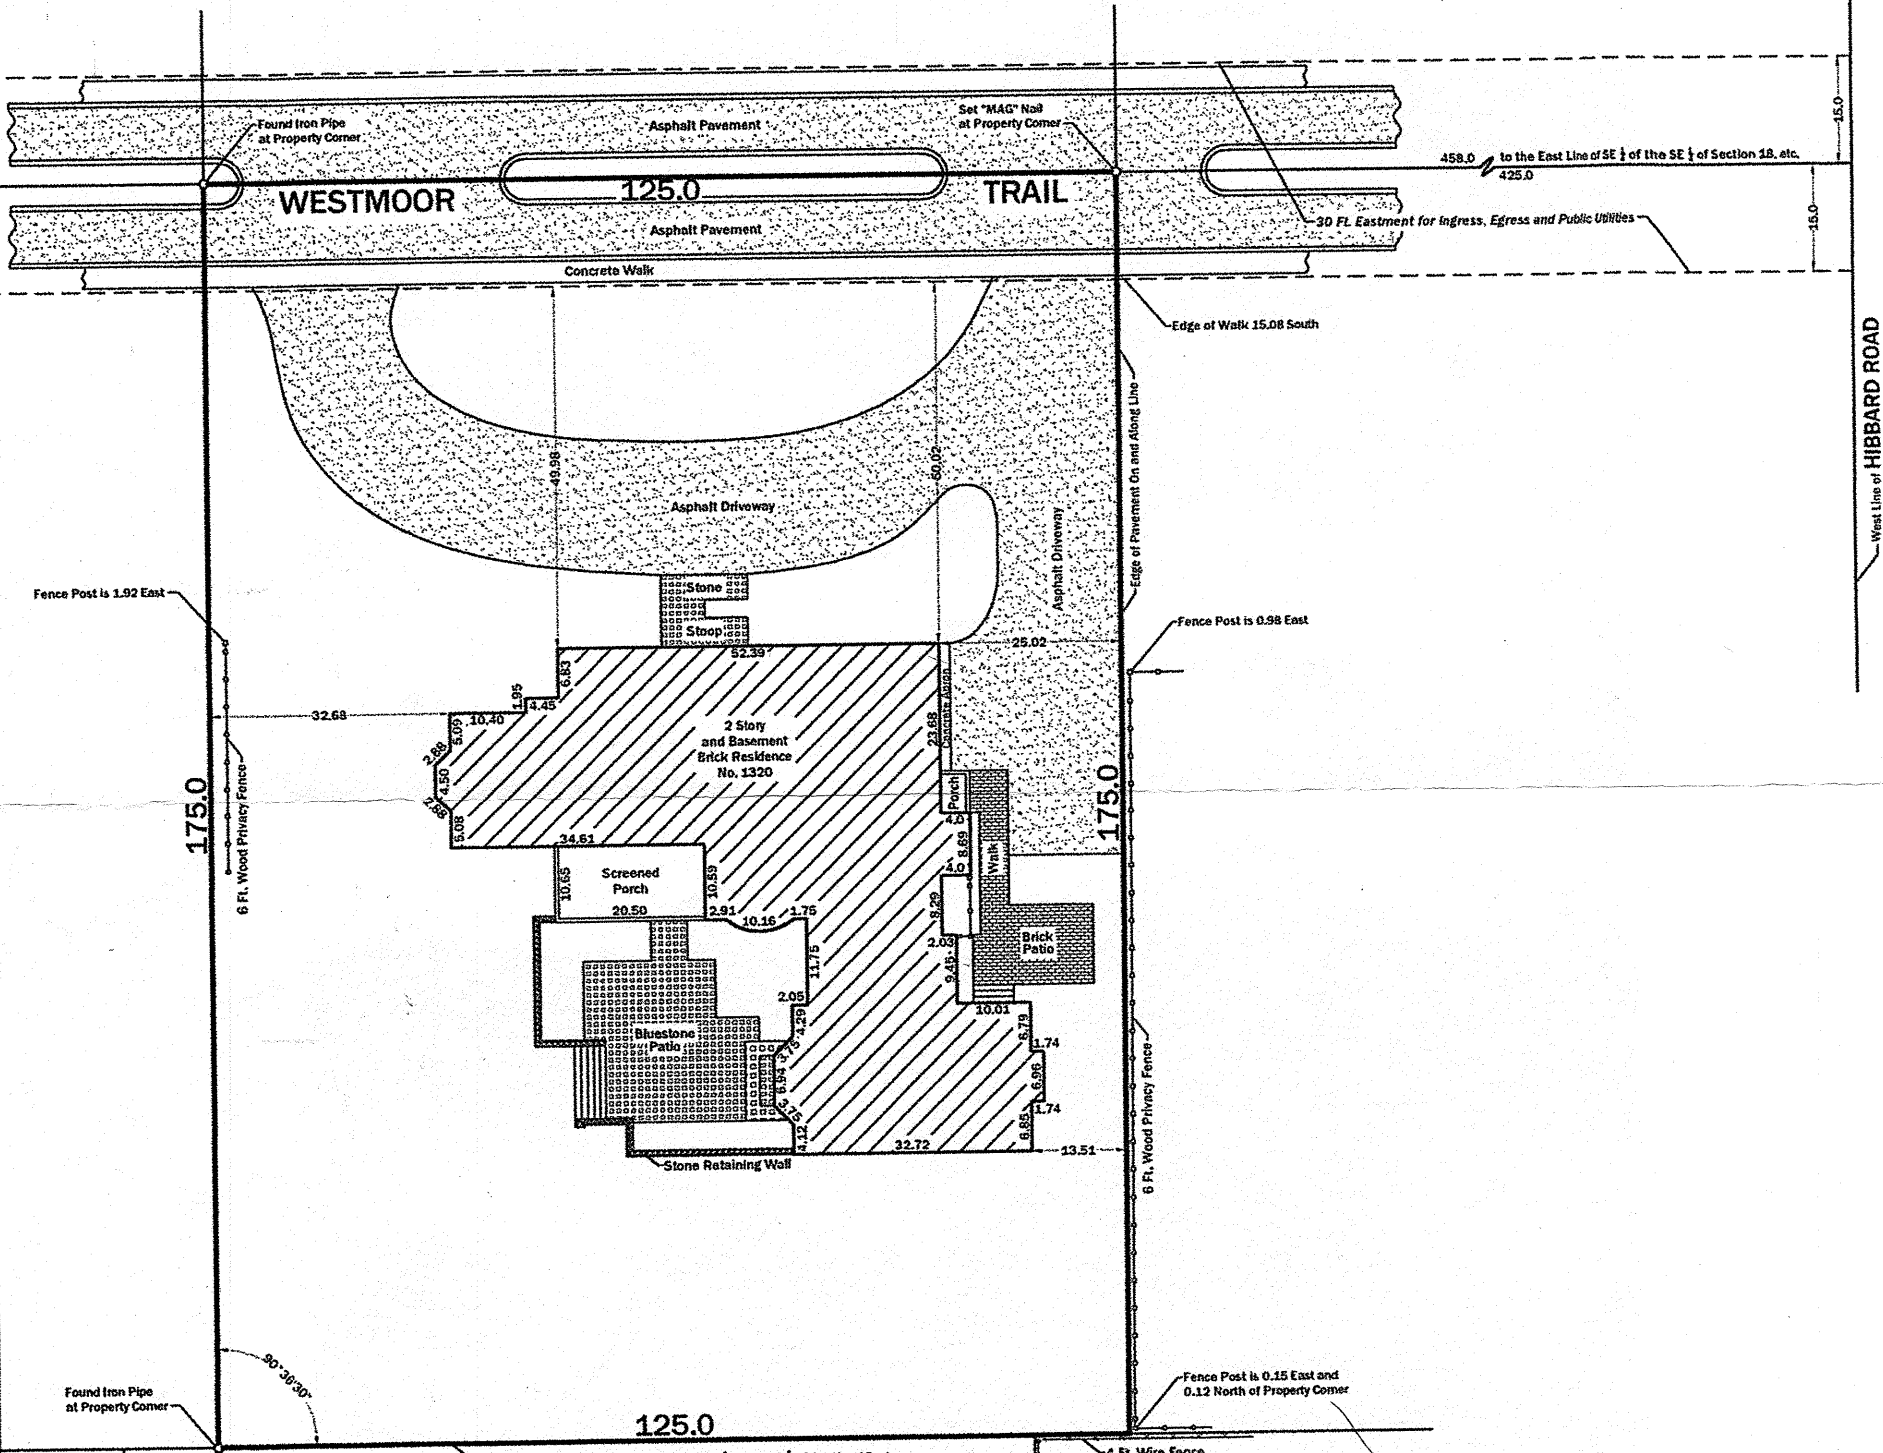 Set "MAG" Nail
at Property Corner
Found Iron Pipe
at Property Corner
Asphalt Pavement
15.0
458.0
to the East Line of SE ¼ of the SE ¼ of Section 18, etc.
425.0
WESTMOOR
125.0
TRAIL
30 Ft. Eastment for Ingress, Egress and Public Utilities
15.0
Asphalt Pavement
Concrete Walk
Edge of Walk 15.08 South
West Line of HIBBARD ROAD
Edge of Pavement On and Along Line
49.98
50.02
Asphalt Driveway
Asphalt Driveway
Fence Post is 1.92 East
Stone
Stoop
Fence Post is 0.98 East
25.02
52.39
6.83
1.95
4.45
10.40
32.68
5.09
2.88
4.50
2.88
5.08
2 Story
and Basement
Brick Residence
No. 1320
23.68
Concrete Apron
Porch
4.0
8.69
4.0
Walk
175.0
175.0
6 Ft. Wood Privacy Fence
34.61
Screened
Porch
10.65
10.59
20.50
2.91
10.16
1.75
8.29
2.03
9.45
Brick
Patio
11.75
2.05
4.29
10.01
6.79
1.74
6.96
1.74
6.85
Bluestone
Patio
3.75
6.94
3.75
4.12
32.72
13.51
Stone Retaining Wall
6 Ft. Wood Privacy Fence
90°36'30"
Found Iron Pipe
at Property Corner
Fence Post is 0.15 East and
0.12 North of Property Corner
125.0
4 Ft. Wire Fence